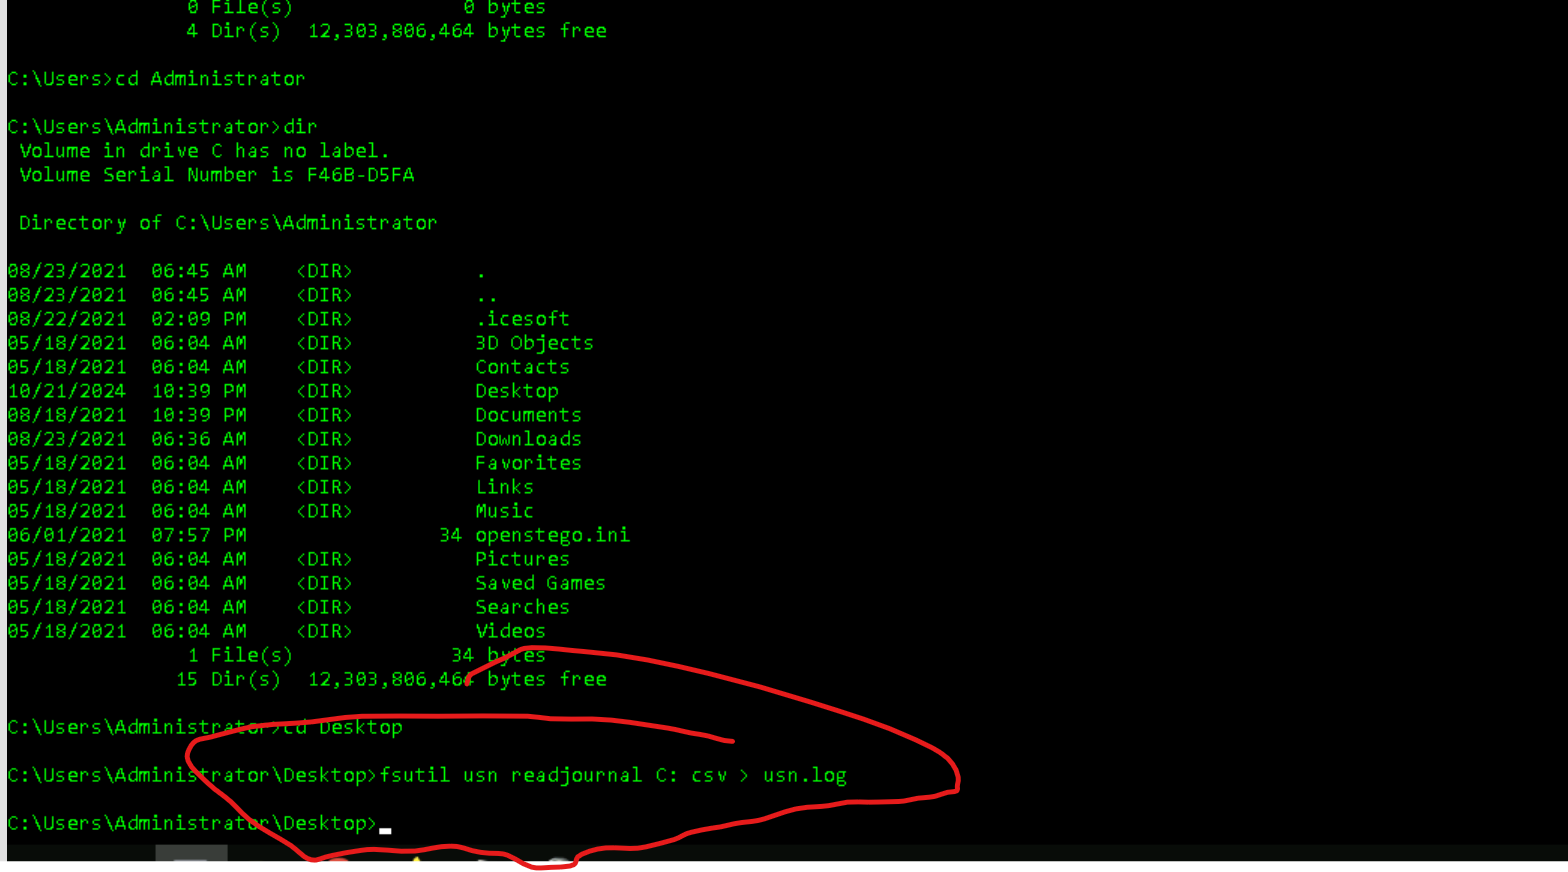 0 File(s) 0 bytes
4 Dir(s) 12,303,806,464 bytes free
C:\Users>cd Administrator
C:\Users\Administrator>dir
Volume in drive C has no label.
Volume Serial Number is F46B-D5FA
Directory of C:\Users\Administrator
08/23/2021 06:45 AM <DIR> .
08/23/2021 06:45 AM <DIR> ..
08/22/2021 02:09 PM <DIR> .icesoft
05/18/2021 06:04 AM <DIR> 3D Objects
05/18/2021 06:04 AM <DIR> Contacts
10/21/2024 10:39 PM <DIR> Desktop
08/18/2021 10:39 PM <DIR> Documents
08/23/2021 06:36 AM <DIR> Downloads
05/18/2021 06:04 AM <DIR> Favorites
05/18/2021 06:04 AM <DIR> Links
05/18/2021 06:04 AM <DIR> Music
06/01/2021 07:57 PM 34 openstego.ini
05/18/2021 06:04 AM <DIR> Pictures
05/18/2021 06:04 AM <DIR> Saved Games
05/18/2021 06:04 AM <DIR> Searches
05/18/2021 06:04 AM <DIR> Videos
1 File(s) 34 bytes
15 Dir(s) 12,303,806,464 bytes free
C:\Users\Administrator>cd Desktop
C:\Users\Administrator\Desktop>fsutil usn readjournal C: csv > usn.log
C:\Users\Administrator\Desktop>